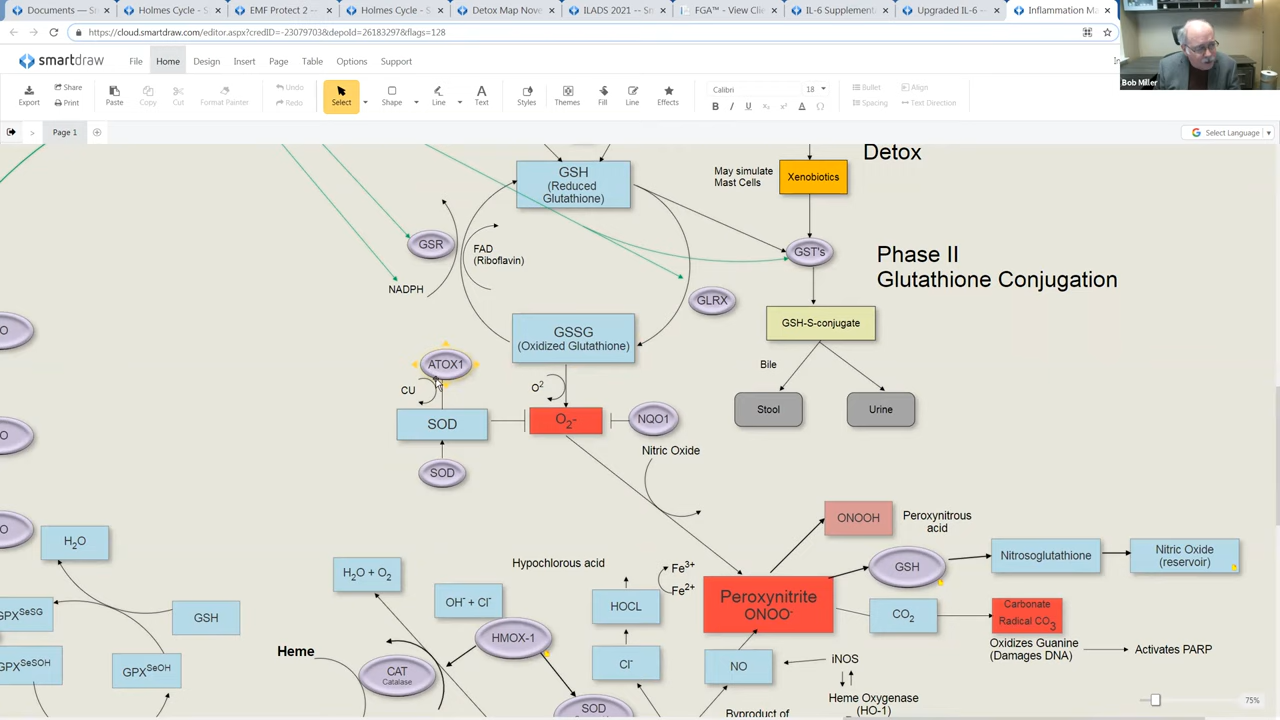 Documents — S
Holmes Cycle - S
EMF Protect 2 -
Holmes Cycle - S
Detox Map Nove
ILADS 2021 -- Sn
FGA™ - View Clie
IL-6 Supplement
Upgraded IL-6 -
Inflammation Ma
https://cloud.smartdraw.com/editor.aspx?credID=-23079703&depoId=26183297&flags=128
smartdraw
File
Home
Design
Insert
Page
Table
Options
Support
Bob Miller
Export
Share
Print
Paste
Copy
Cut
Format Painter
Undo
Redo
Select
Shape
Line
Text
Styles
Themes
Fill
Line
Effects
Calibri
18
B I U
Bullet
Align
Spacing
Text Direction
Page 1
Select Language
Detox
GSH
(Reduced
Glutathione)
May simulate
Mast Cells
Xenobiotics
GSR
FAD
(Riboflavin)
GST's
Phase II
Glutathione Conjugation
NADPH
GLRX
GSSG
(Oxidized Glutathione)
GSH-S-conjugate
ATOX1
Bile
CU
O2
SOD
O2-
NQO1
Stool
Urine
Nitric Oxide
SOD
ONOOH
Peroxynitrous
acid
H2O
H2O + O2
Hypochlorous acid
Fe3+
Fe2+
GSH
Nitrosoglutathione
Nitric Oxide
(reservoir)
OH- + Cl-
HOCL
Peroxynitrite
ONOO-
CO2
Carbonate
Radical CO3
GPXSeSG
GSH
HMOX-1
Oxidizes Guanine
(Damages DNA)
Activates PARP
Heme
CAT
Catalase
Cl-
NO
iNOS
GPXSeSOH
GPXSeOH
Heme Oxygenase
(HO-1)
SOD
Byproduct of
75%